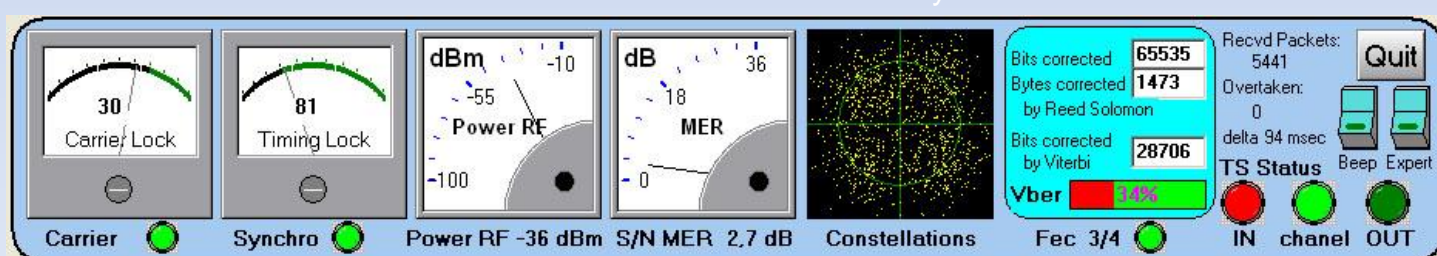 30
Carrier Lock
Carrier
81
Timing Lock
Synchro
dBm
-10
-55
Power RF
-100
Power RF -36 dBm
dB
36
18
MER
0
S/N MER 2,7 dB
Constellations
Bits corrected 65535
Bytes corrected 1473
by Reed Solomon
Bits corrected
by Viterbi 28706
Vber 34%
Fec 3/4
Recvd Packets:
5441
Overtaken:
0
delta 94 msec
Quit
Beep Expert
TS Status
IN chanel OUT